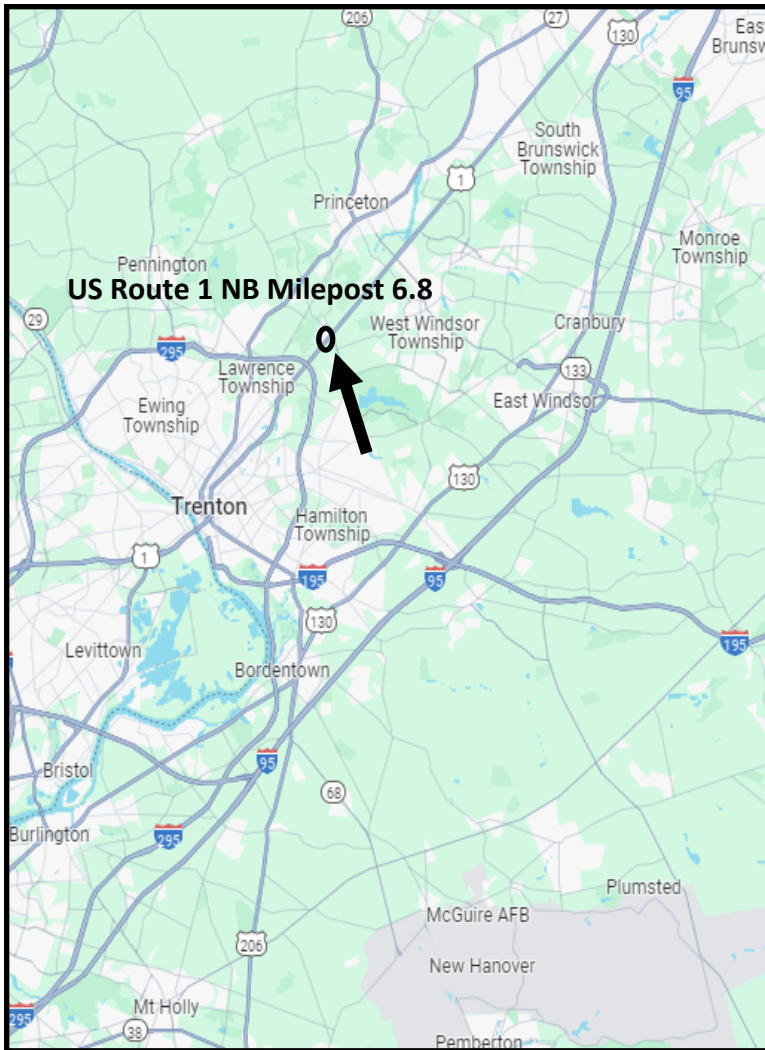 206
27
130
East
Brunsw
95
South
Brunswick
Township
1
Princeton
Monroe
Township
Pennington
US Route 1 NB Milepost 6.8
29
West Windsor
Township
Cranbury
295
Lawrence
Township
133
Ewing
Township
East Windsor
130
Trenton
Hamilton
Township
1
195
95
130
195
Levittown
Bordentown
95
Bristol
68
Burlington
295
Plumsted
McGuire AFB
206
New Hanover
Mt Holly
295
38
Pemberton